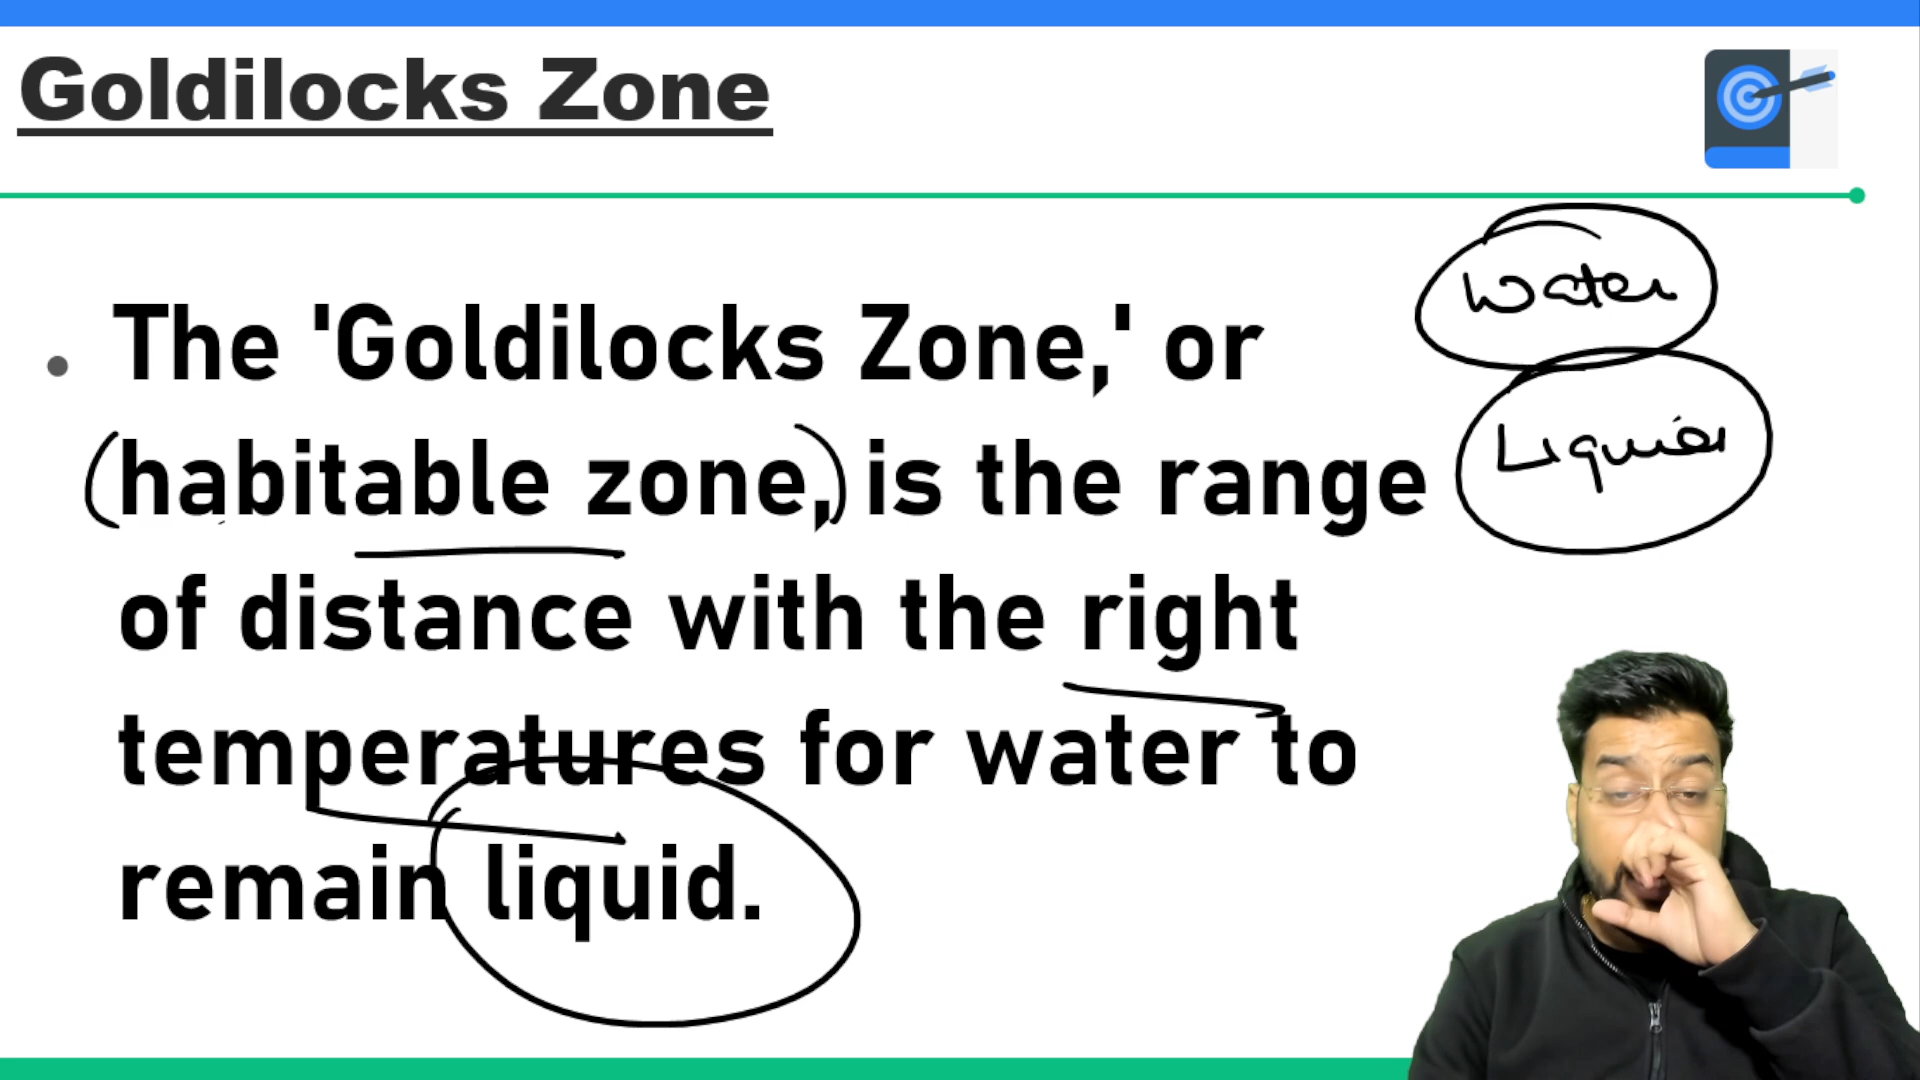 Goldilocks Zone
The 'Goldilocks Zone,' or
(habitable zone,) is the range
of distance with the right
temperatures for water to
remain liquid.
Water
Liquid